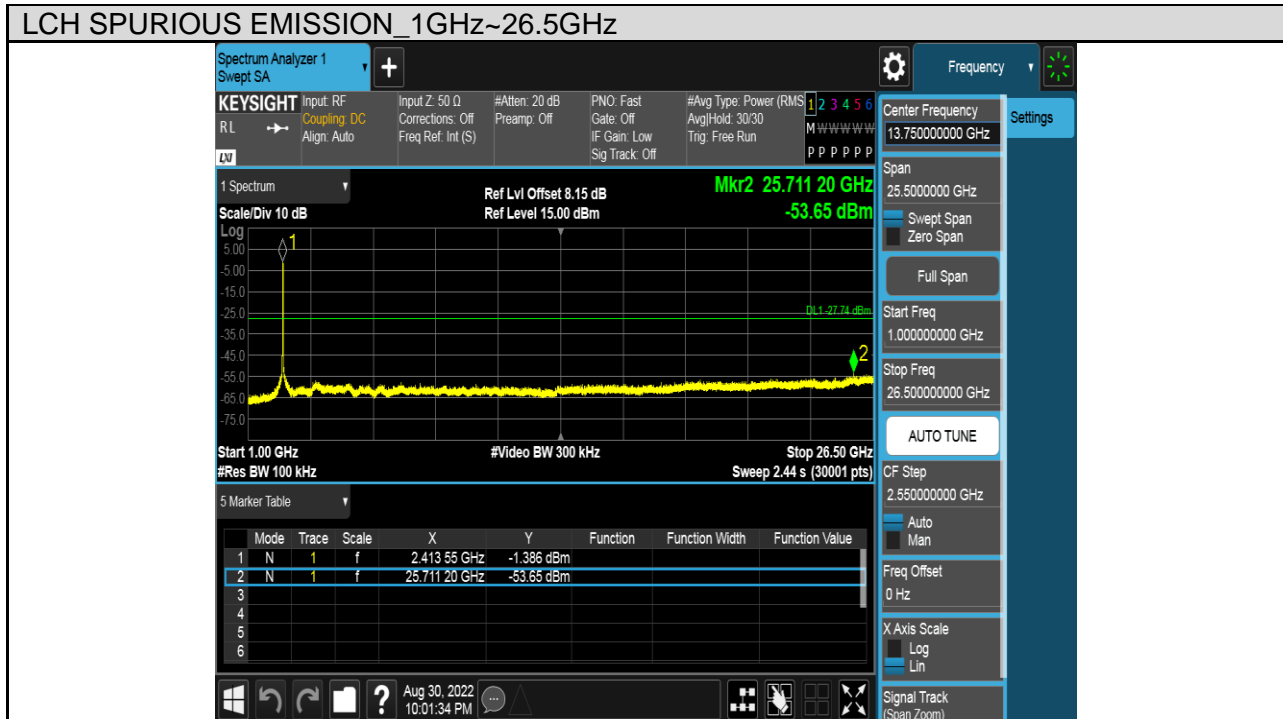 LCH SPURIOUS EMISSION_1GHz~26.5GHz
Spectrum Analyzer 1
Swept SA
+
Frequency
KEYSIGHT Input: RF Input Z: 50 Ω #Atten: 20 dB PNO: Fast #Avg Type: Power (RMS 1 2 3 4 5 6
RL Coupling: DC Corrections: Off Preamp: Off Gate: Off Avg|Hold: 30/30 M W W W W W
Align: Auto Freq Ref: Int (S) IF Gain: Low Trig: Free Run
LXI Sig Track: Off P P P P P P
Center Frequency
13.750000000 GHz
Settings
Span
25.5000000 GHz
Swept Span
Zero Span
Full Span
Start Freq
1.000000000 GHz
Stop Freq
26.500000000 GHz
AUTO TUNE
CF Step
2.550000000 GHz
Auto
Man
Freq Offset
0 Hz
X Axis Scale
Log
Lin
Signal Track
(Span Zoom)
1 Spectrum Ref Lvl Offset 8.15 dB Mkr2 25.711 20 GHz
Scale/Div 10 dB Ref Level 15.00 dBm -53.65 dBm
Log
1
5.00
-5.00
-15.0
-25.0 DL1 -27.74 dBm
-35.0
-45.0 2
-55.0
-65.0
-75.0
Start 1.00 GHz #Video BW 300 kHz Stop 26.50 GHz
#Res BW 100 kHz Sweep 2.44 s (30001 pts)
5 Marker Table
Mode Trace Scale X Y Function Function Width Function Value
1 N 1 f 2.413 55 GHz -1.386 dBm
2 N 1 f 25.711 20 GHz -53.65 dBm
3
4
5
6
? Aug 30, 2022
10:01:34 PM